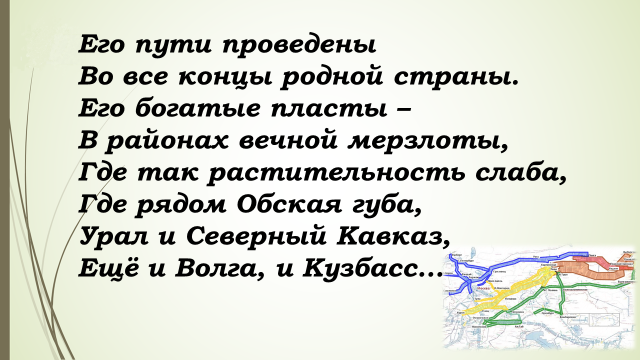 Его пути проведены
Во все концы родной страны.
Его богатые пласты –
В районах вечной мерзлоты,
Где так растительность слаба,
Где рядом Обская губа,
Урал и Северный Кавказ,
Ещё и Волга, и Кузбасс...